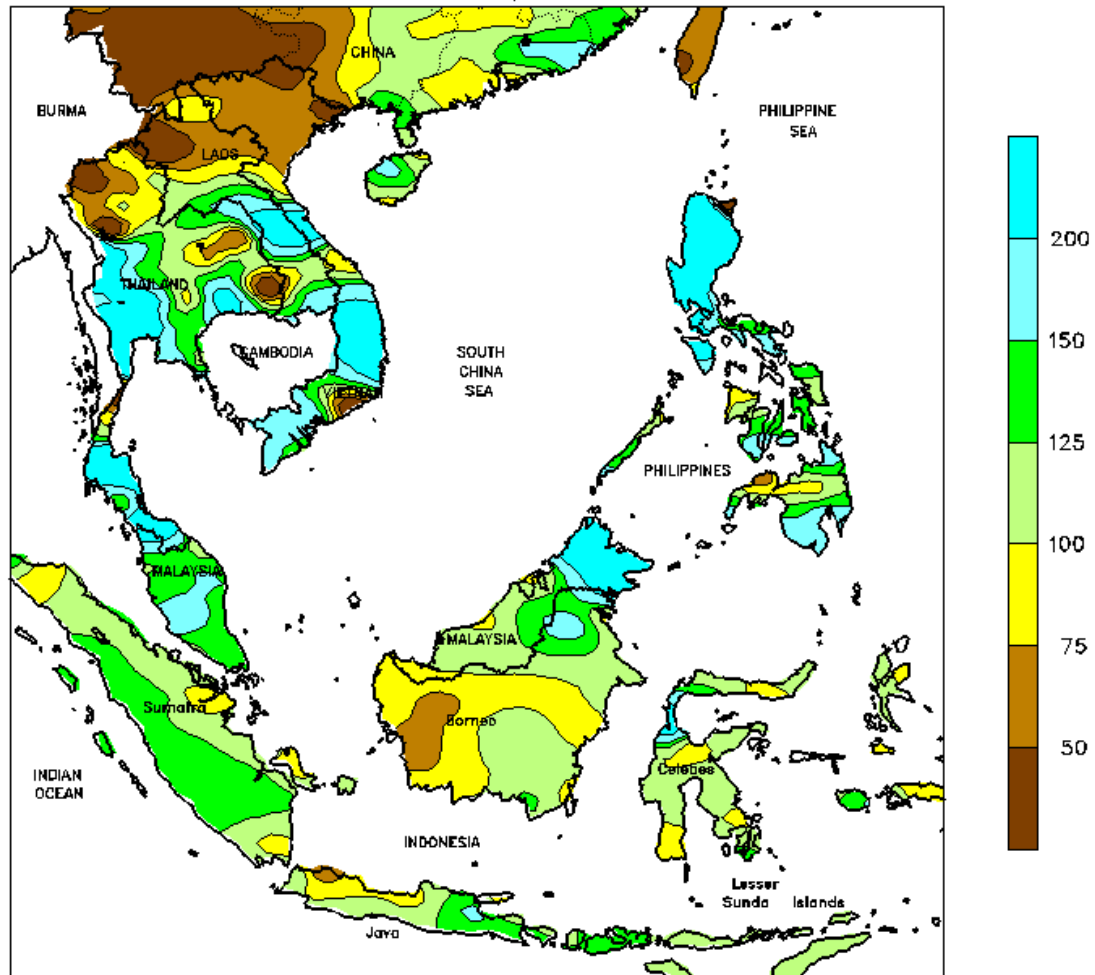 CHINA
BURMA
PHILIPPINE
SEA
LAOS
200
THAILAND
150
CAMBODIA
SOUTH
CHINA
SEA
VIETNAM
125
PHILIPPINES
100
MALAYSIA
MALAYSIA
75
Sumatra
Borneo
50
INDIAN
OCEAN
Celebes
INDONESIA
Lesser
Sunda Islands
Java